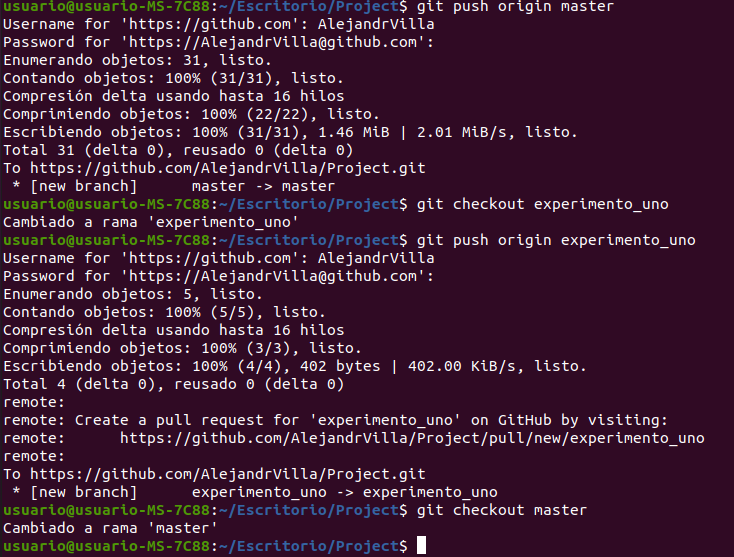 usuario@usuario-MS-7C88:~/Escritorio/Project$ git push origin master
Username for 'https://github.com': AlejandrVilla
Password for 'https://AlejandrVilla@github.com':
Enumerando objetos: 31, listo.
Contando objetos: 100% (31/31), listo.
Compresión delta usando hasta 16 hilos
Comprimiendo objetos: 100% (22/22), listo.
Escribiendo objetos: 100% (31/31), 1.46 MiB | 2.01 MiB/s, listo.
Total 31 (delta 0), reusado 0 (delta 0)
To https://github.com/AlejandrVilla/Project.git
 * [new branch]      master -> master
usuario@usuario-MS-7C88:~/Escritorio/Project$ git checkout experimento_uno
Cambiado a rama 'experimento_uno'
usuario@usuario-MS-7C88:~/Escritorio/Project$ git push origin experimento_uno
Username for 'https://github.com': AlejandrVilla
Password for 'https://AlejandrVilla@github.com':
Enumerando objetos: 5, listo.
Contando objetos: 100% (5/5), listo.
Compresión delta usando hasta 16 hilos
Comprimiendo objetos: 100% (3/3), listo.
Escribiendo objetos: 100% (4/4), 402 bytes | 402.00 KiB/s, listo.
Total 4 (delta 0), reusado 0 (delta 0)
remote:
remote: Create a pull request for 'experimento_uno' on GitHub by visiting:
remote:      https://github.com/AlejandrVilla/Project/pull/new/experimento_uno
remote:
To https://github.com/AlejandrVilla/Project.git
 * [new branch]      experimento_uno -> experimento_uno
usuario@usuario-MS-7C88:~/Escritorio/Project$ git checkout master
Cambiado a rama 'master'
usuario@usuario-MS-7C88:~/Escritorio/Project$